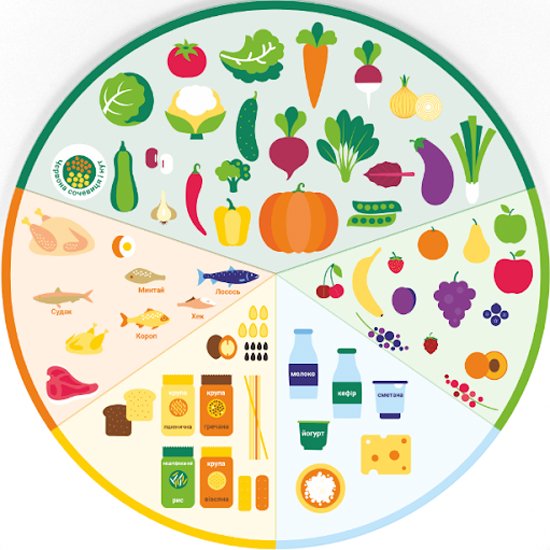 Червона сочевиця і нут
Минтай
Лосось
Судак
Хек
Короп
молоко
кефір
сметана
йогурт
крупа
пшенична
крупа
гречана
рис
крупа
вівсяна